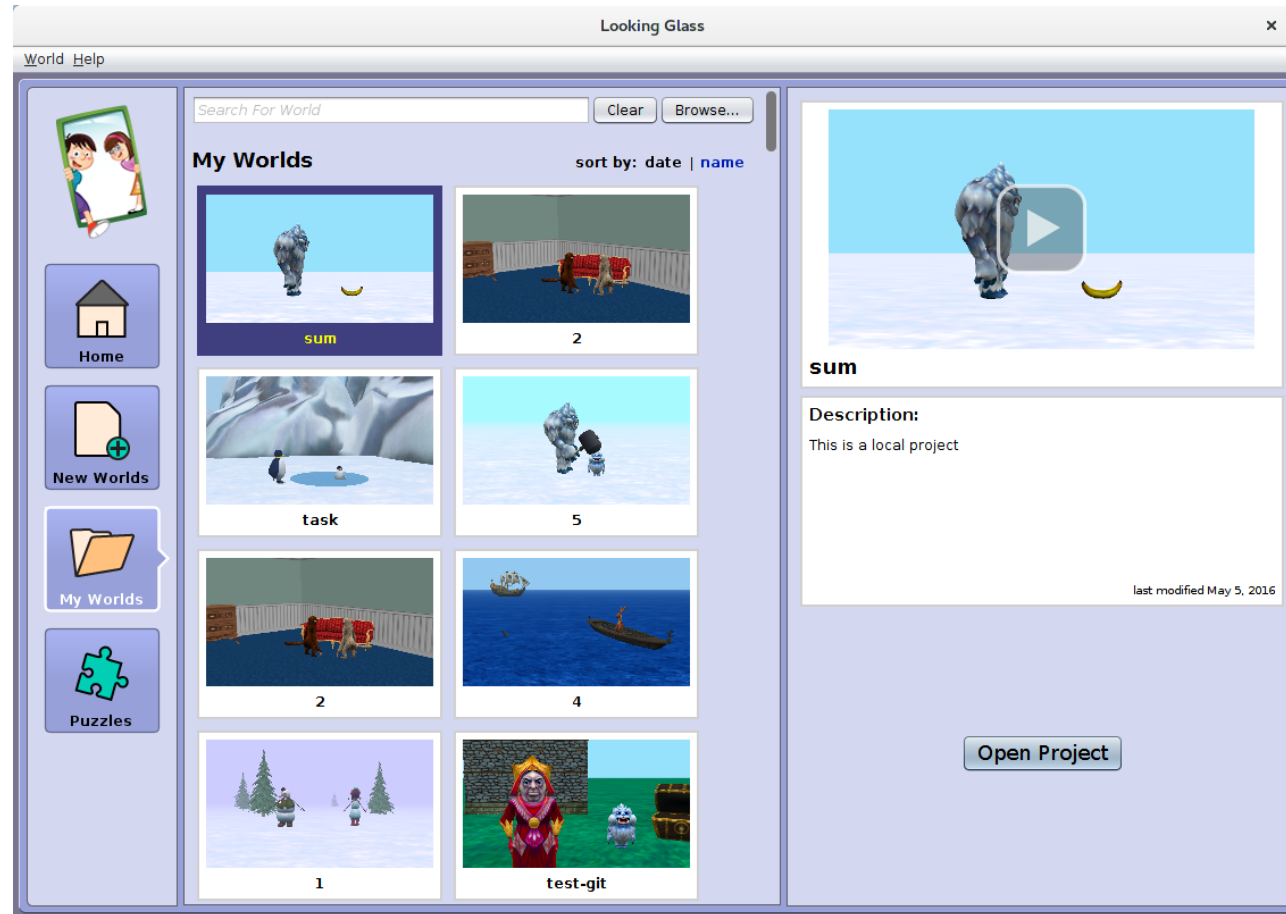 Looking Glass
World Help
Search For World
Clear
Browse...
My Worlds
sort by: date | name
sum
2
task
5
2
4
1
test-git
Home
New Worlds
My Worlds
Puzzles
sum
Description:
This is a local project
last modified May 5, 2016
Open Project